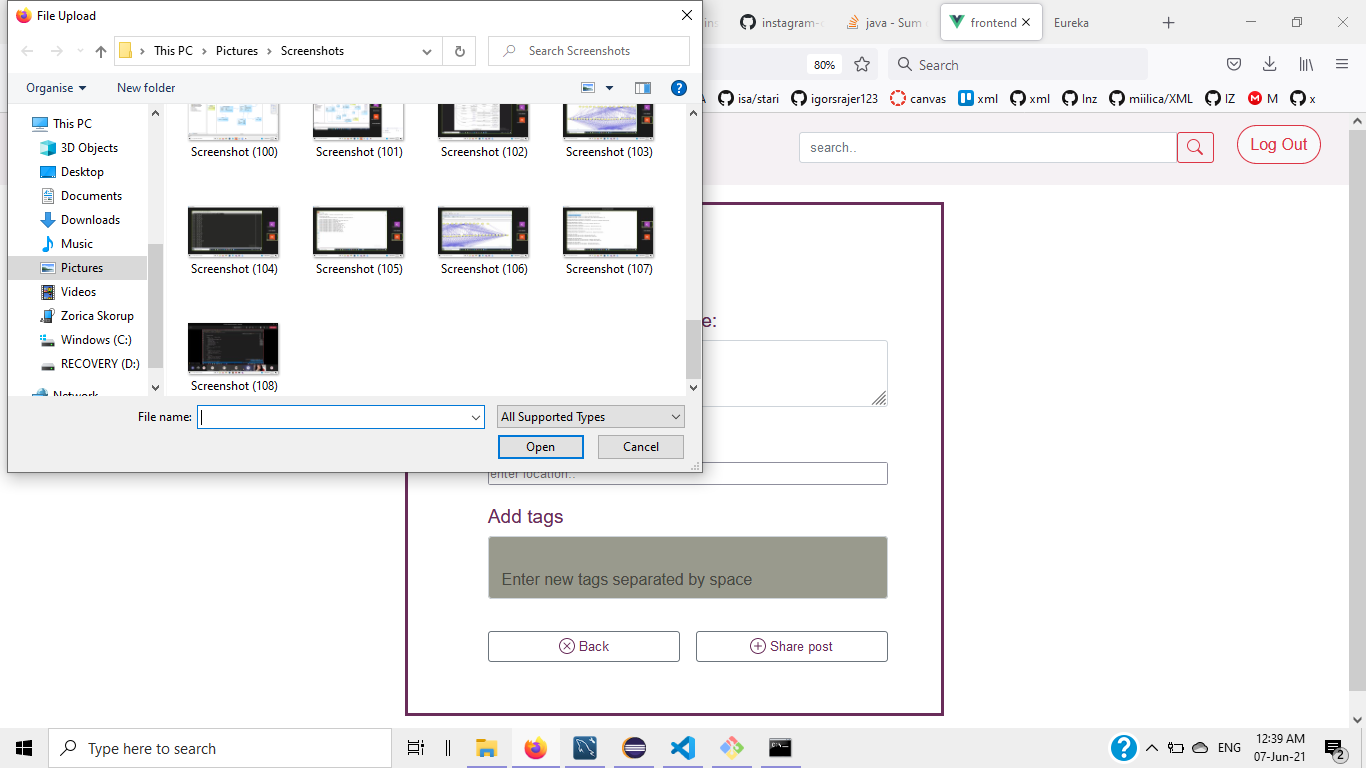 File Upload
ins
instagram-
java - Sum
frontend
Eureka
This PC
Pictures
Screenshots
Search Screenshots
80%
Search
Organise
New folder
isa/stari
igorsrajer123
canvas
xml
xml
lnz
miilica/XML
IZ
M
x
This PC
3D Objects
Desktop
Documents
Downloads
Music
Pictures
Videos
Zorica Skorup
Windows (C:)
RECOVERY (D:)
Network
Screenshot (100)
Screenshot (101)
Screenshot (102)
Screenshot (103)
Screenshot (104)
Screenshot (105)
Screenshot (106)
Screenshot (107)
Screenshot (108)
File name:
All Supported Types
Open
Cancel
search..
Log Out
e:
enter location..
Add tags
Enter new tags separated by space
Back
Share post
Type here to search
ENG
12:39 AM
07-Jun-21
2